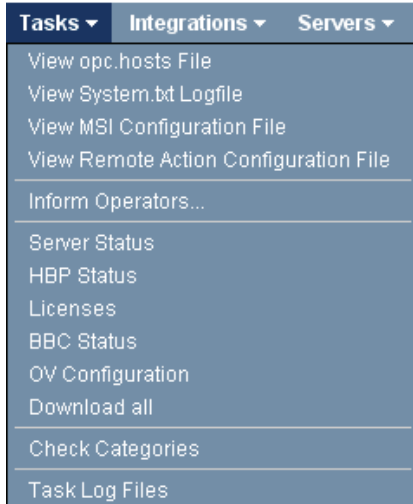 Tasks ▾ Integrations ▾ Servers ▾
View opc.hosts File
View System.txt Logfile
View MSI Configuration File
View Remote Action Configuration File
Inform Operators...
Server Status
HBP Status
Licenses
BBC Status
OV Configuration
Download all
Check Categories
Task Log Files